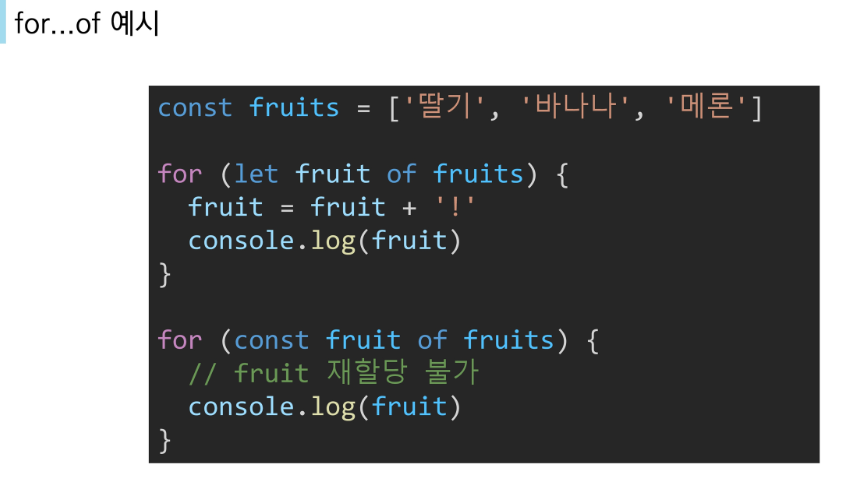 for...of 예시
const fruits = ['딸기', '바나나', '메론']
for (let fruit of fruits) {
  fruit = fruit + '!'
  console.log(fruit)
}
for (const fruit of fruits) {
  // fruit 재할당 불가
  console.log(fruit)
}